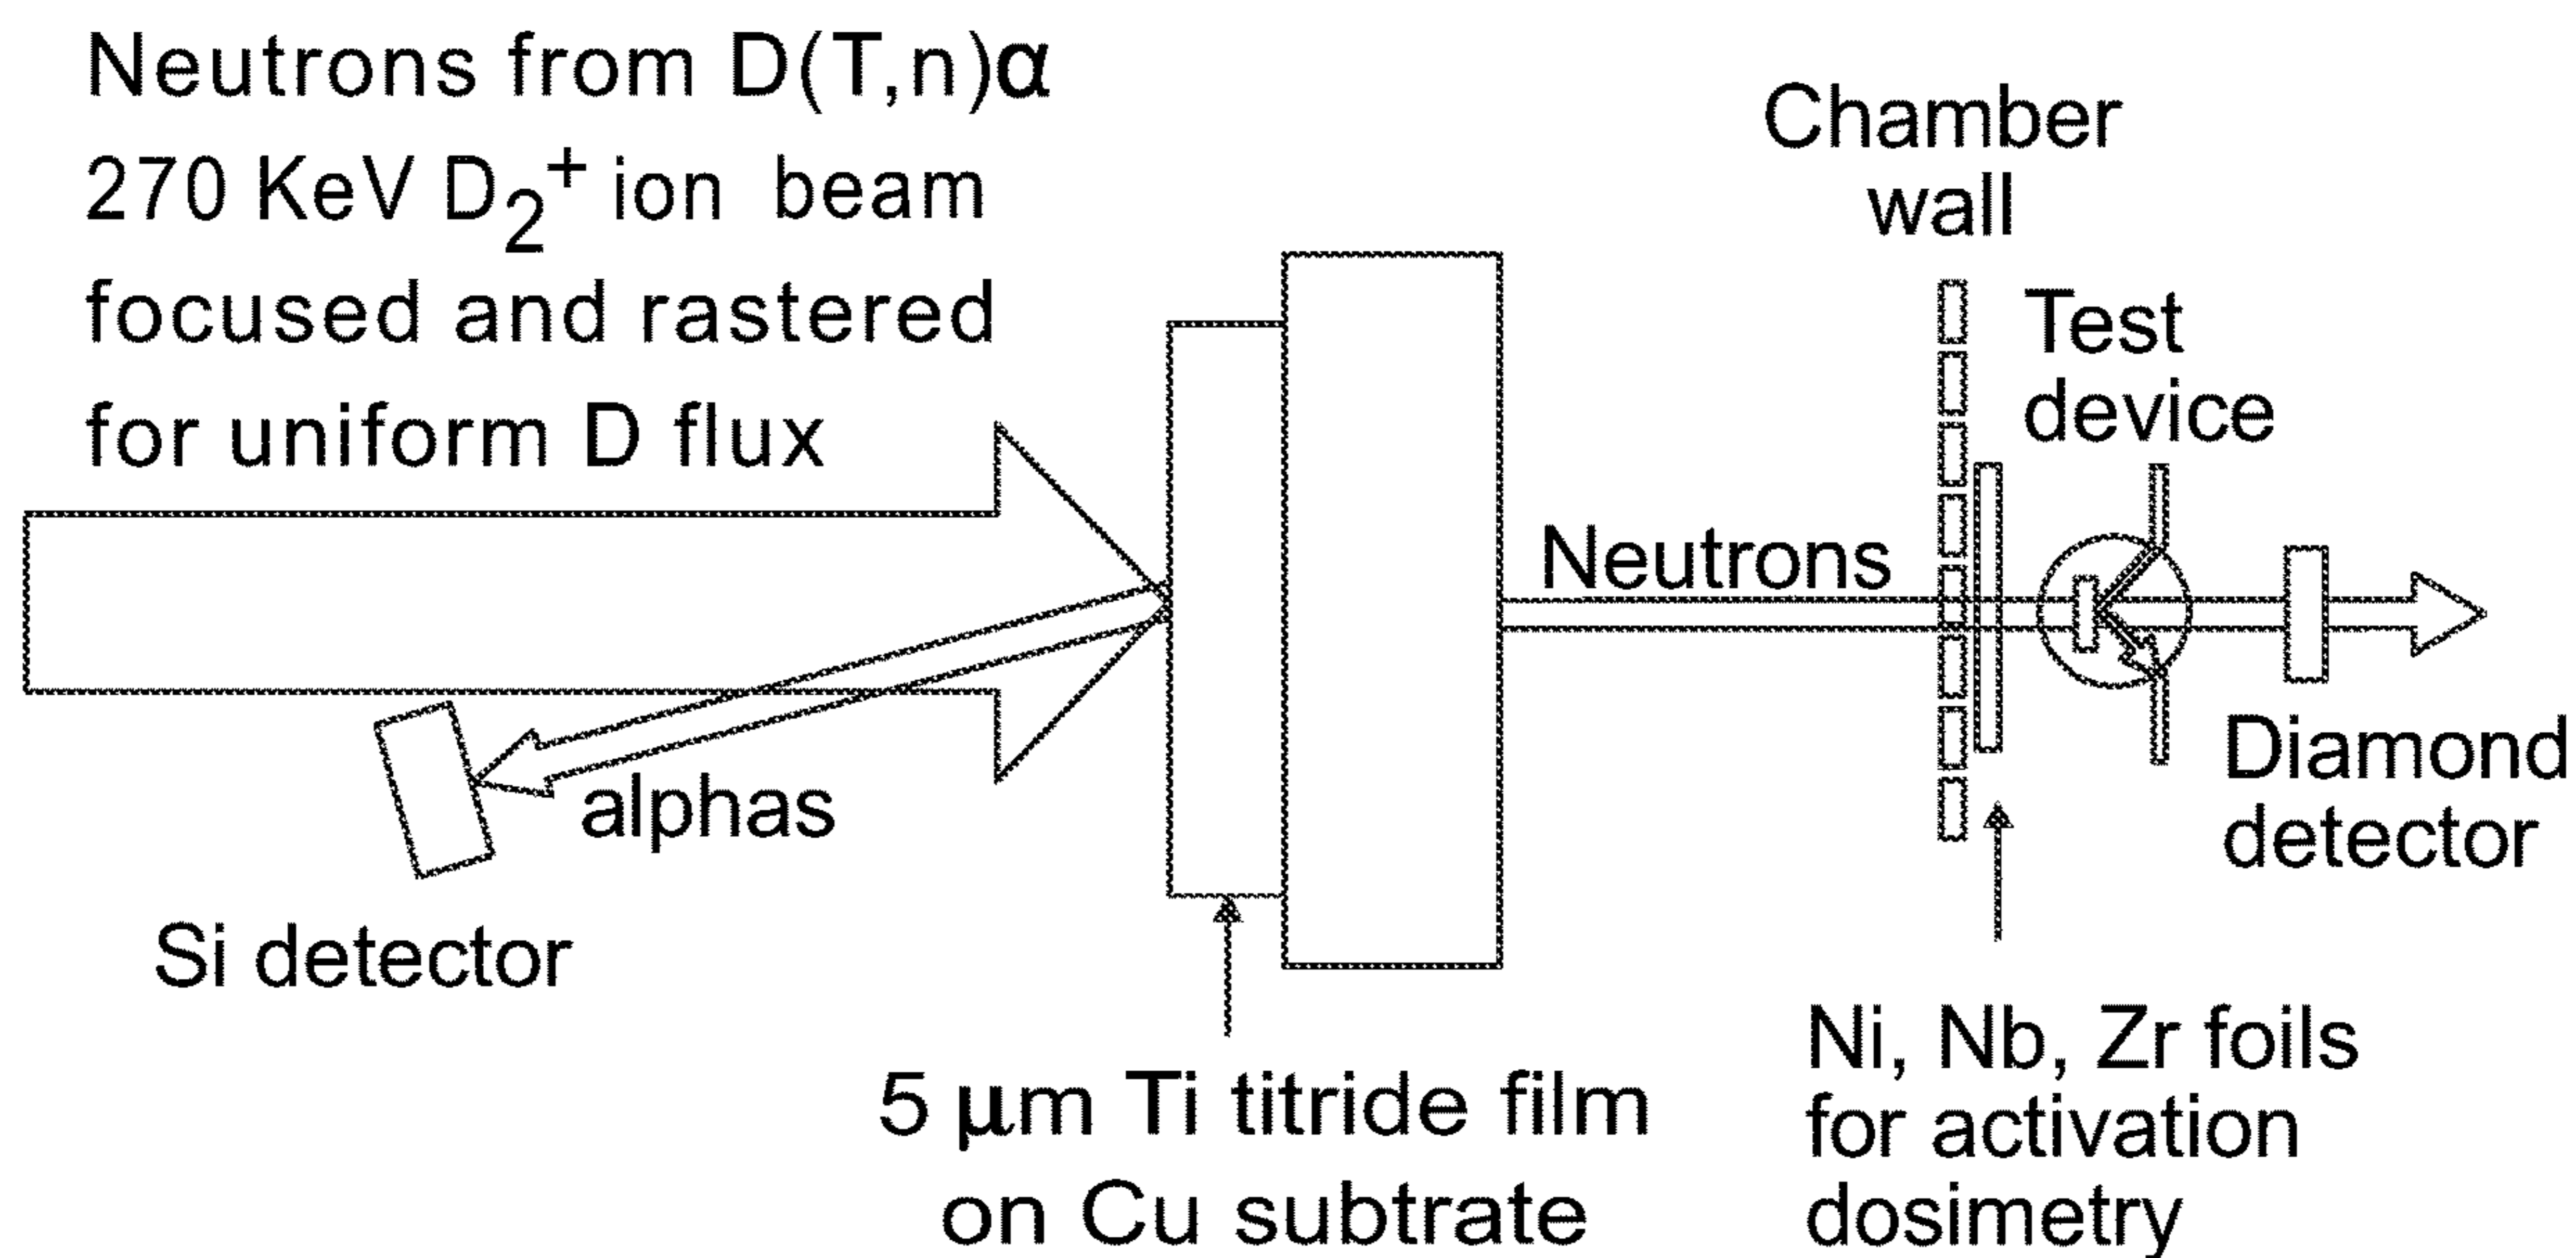 Neutrons from D(T,n)α
270 KeV D₂⁺ ion beam
focused and rastered
for uniform D flux
Chamber
wall
Test
device
Neutrons
alphas
Si detector
Diamond
detector
5 μm Ti titride film
on Cu subtrate
Ni, Nb, Zr foils
for activation
dosimetry